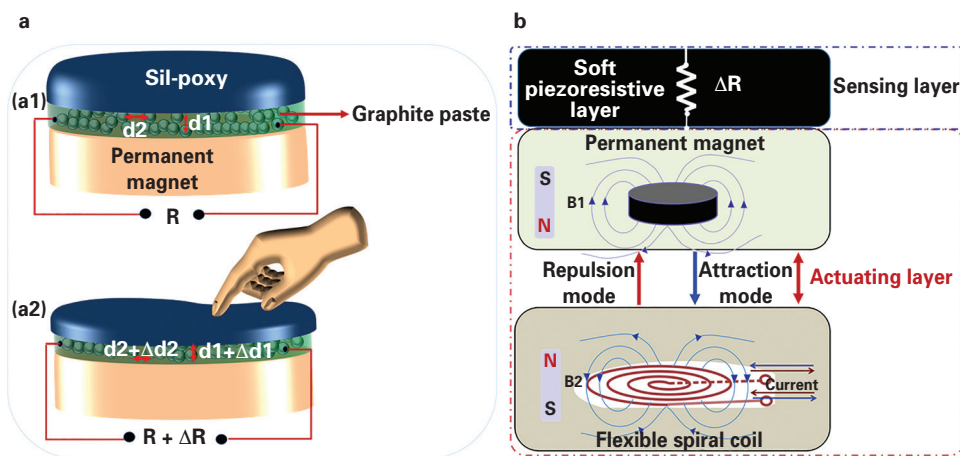 a
Sil-poxy
(a1)
d2
d1
Graphite paste
Permanent
magnet
R
(a2)
d2+Δd2
d1+Δd1
R + ΔR
b
Soft
piezoresistive
layer
ΔR
Sensing layer
Permanent magnet
S
B1
N
Repulsion
mode
Attraction
mode
Actuating layer
N
B2
S
Current
Flexible spiral coil